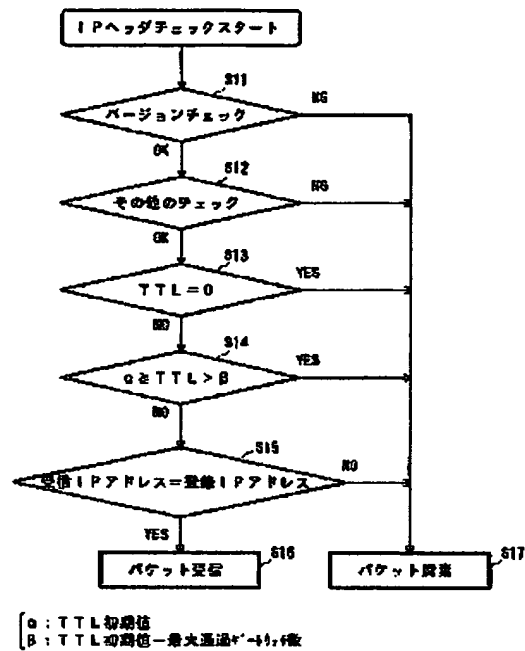 IPヘッダチェックスタート
S11
バージョンチェック
NG
OK
S12
その他のチェック
NG
OK
S13
TTL=0
YES
NO
S14
α≧TTL>β
YES
NO
S15
受信IPアドレス=登録IPアドレス
NO
YES
パケット受信
S16
パケット廃棄
S17
α:TTL初期値
β:TTL初期値-最大通過ゲートウェイ数